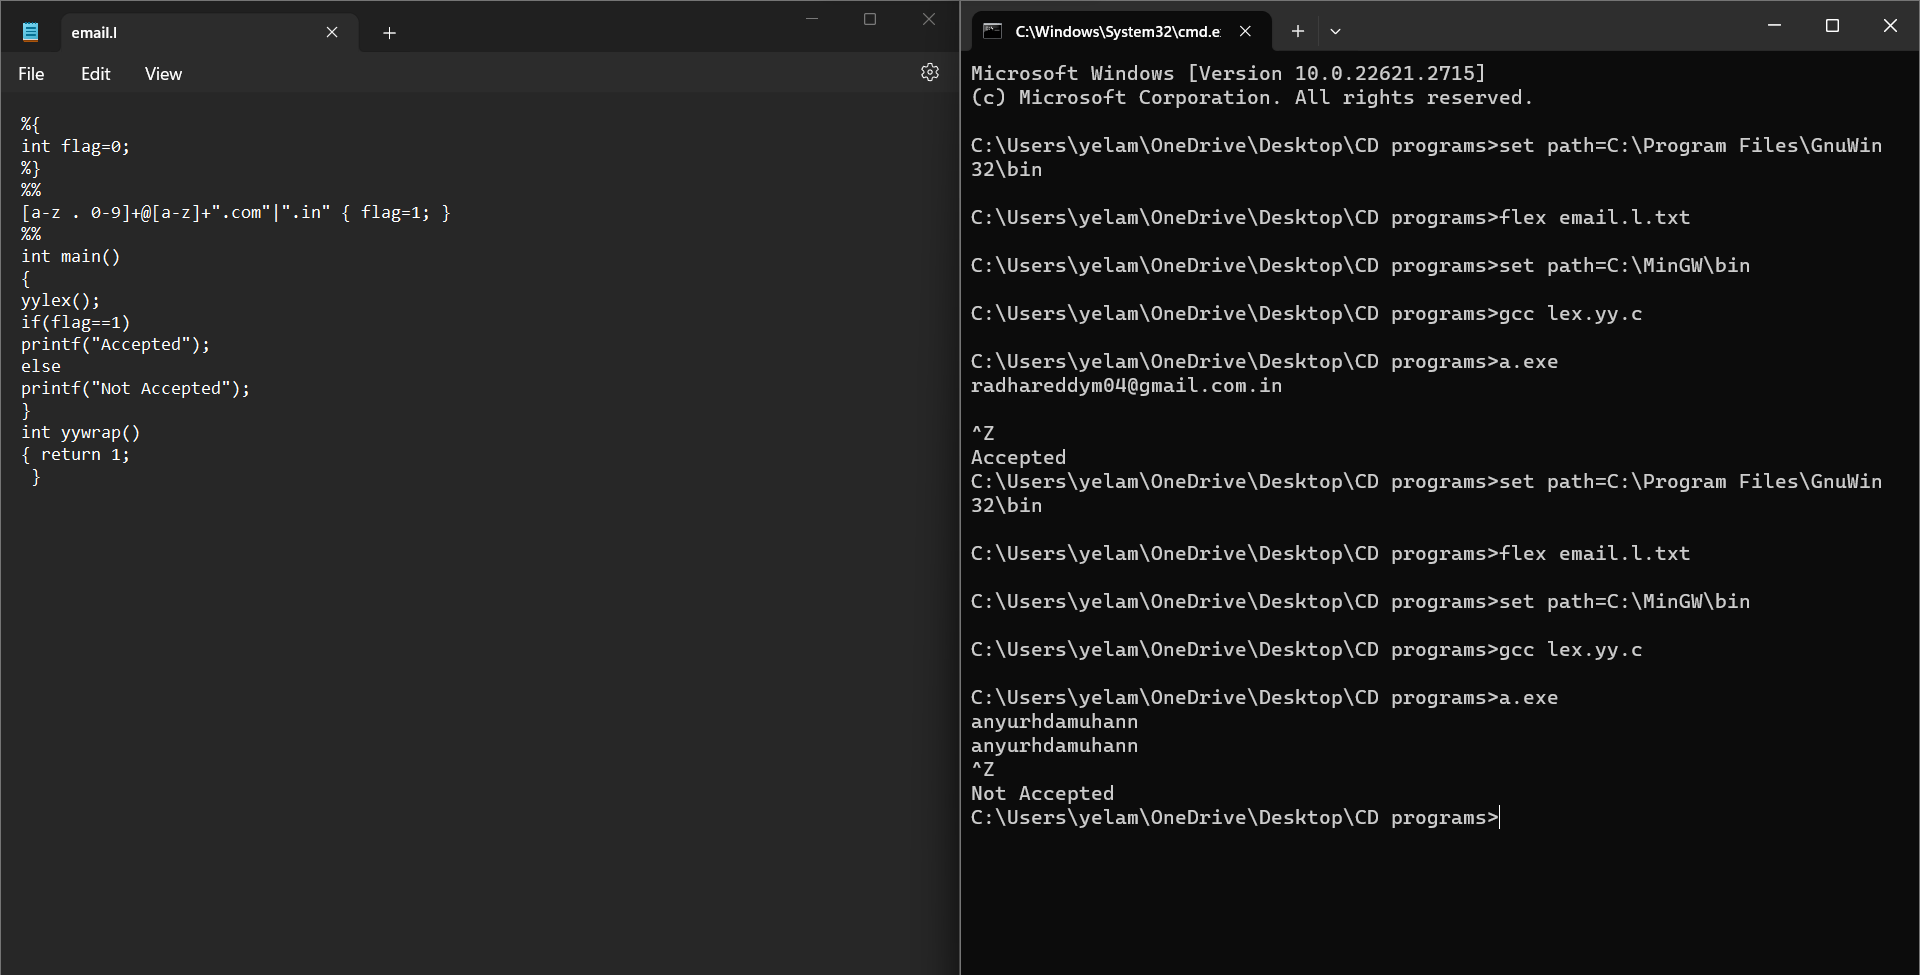 email.l
File Edit View
%{
int flag=0;
%}
%%
[a-z . 0-9]+@[a-z]+".com"|".in" { flag=1; }
%%
int main()
{
yylex();
if(flag==1)
printf("Accepted");
else
printf("Not Accepted");
}
int yywrap()
{ return 1;
}
C:\Windows\System32\cmd.e
Microsoft Windows [Version 10.0.22621.2715]
(c) Microsoft Corporation. All rights reserved.
C:\Users\yelam\OneDrive\Desktop\CD programs>set path=C:\Program Files\GnuWin
32\bin
C:\Users\yelam\OneDrive\Desktop\CD programs>flex email.l.txt
C:\Users\yelam\OneDrive\Desktop\CD programs>set path=C:\MinGW\bin
C:\Users\yelam\OneDrive\Desktop\CD programs>gcc lex.yy.c
C:\Users\yelam\OneDrive\Desktop\CD programs>a.exe
radhareddym04@gmail.com.in
^Z
Accepted
C:\Users\yelam\OneDrive\Desktop\CD programs>set path=C:\Program Files\GnuWin
32\bin
C:\Users\yelam\OneDrive\Desktop\CD programs>flex email.l.txt
C:\Users\yelam\OneDrive\Desktop\CD programs>set path=C:\MinGW\bin
C:\Users\yelam\OneDrive\Desktop\CD programs>gcc lex.yy.c
C:\Users\yelam\OneDrive\Desktop\CD programs>a.exe
anyurhdamuhann
anyurhdamuhann
^Z
Not Accepted
C:\Users\yelam\OneDrive\Desktop\CD programs>